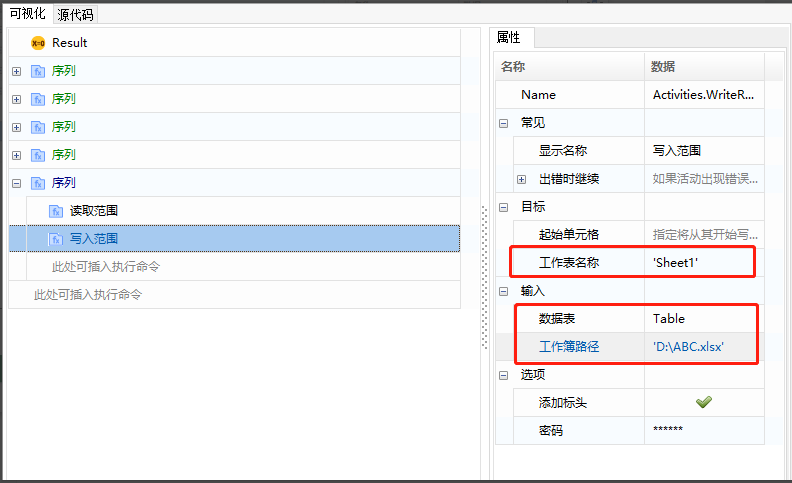 可视化 源代码
Result
序列
序列
序列
序列
序列
读取范围
写入范围
此处可插入执行命令
此处可插入执行命令
属性
名称 数据
Name Activities.WriteR...
常见
显示名称 写入范围
出错时继续 如果活动出现错误...
目标
起始单元格 指定将从其开始写...
工作表名称 'Sheet1'
输入
数据表 Table
工作簿路径 'D:\ABC.xlsx'
选项
添加标头
密码 ******